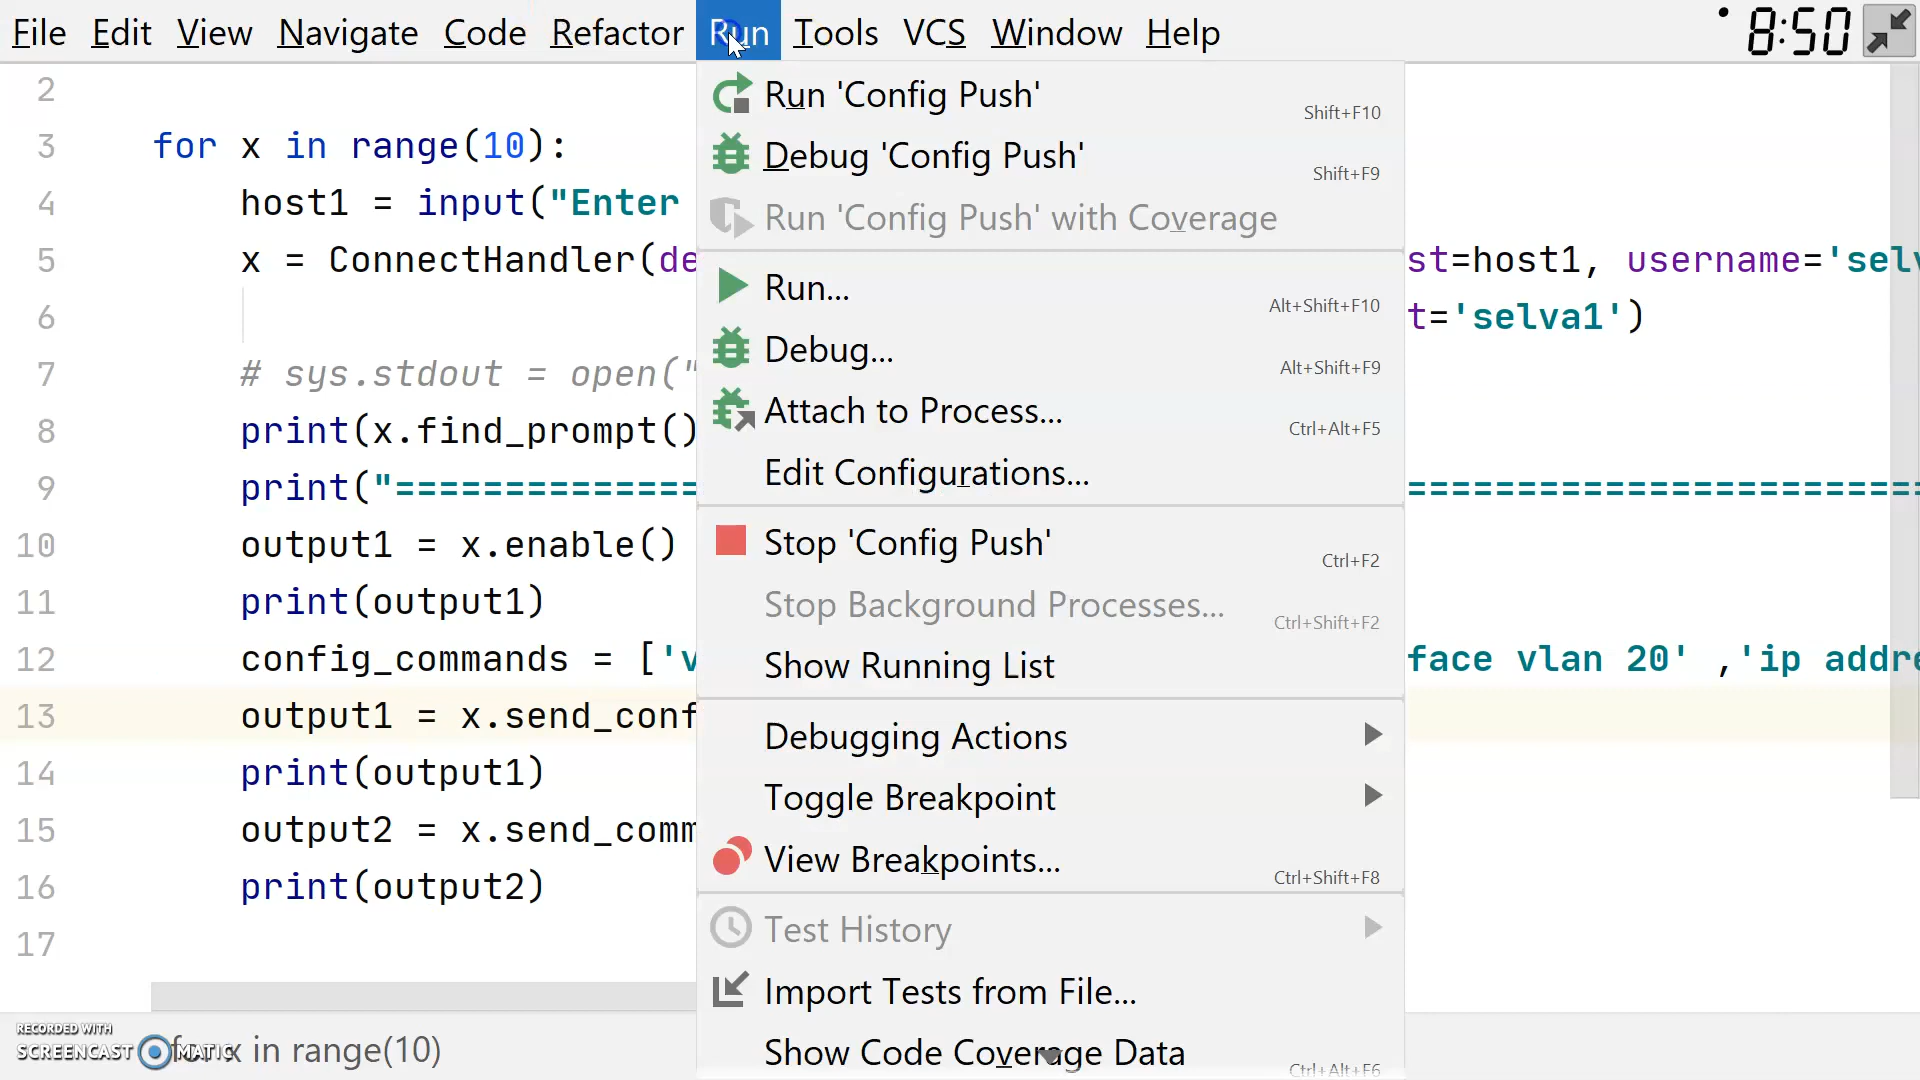 File Edit View Navigate Code Refactor Run Tools VCS Window Help 8:50
2
3 for x in range(10):
4 host1 = input("Enter
5 x = ConnectHandler(de st=host1, username='selv
6 t='selva1')
7 # sys.stdout = open("
8 print(x.find_prompt()
9 print("============== ========================
10 output1 = x.enable()
11 print(output1)
12 config_commands = ['v face vlan 20' ,'ip addre
13 output1 = x.send_conf
14 print(output1)
15 output2 = x.send_comm
16 print(output2)
17
Run 'Config Push' Shift+F10
Debug 'Config Push' Shift+F9
Run 'Config Push' with Coverage
Run... Alt+Shift+F10
Debug... Alt+Shift+F9
Attach to Process... Ctrl+Alt+F5
Edit Configurations...
Stop 'Config Push' Ctrl+F2
Stop Background Processes... Ctrl+Shift+F2
Show Running List
Debugging Actions
Toggle Breakpoint
View Breakpoints... Ctrl+Shift+F8
Test History
Import Tests from File...
Show Code Coverage Data Ctrl+Alt+F6
for x in range(10)
RECORDED WITH
SCREENCAST MATIC